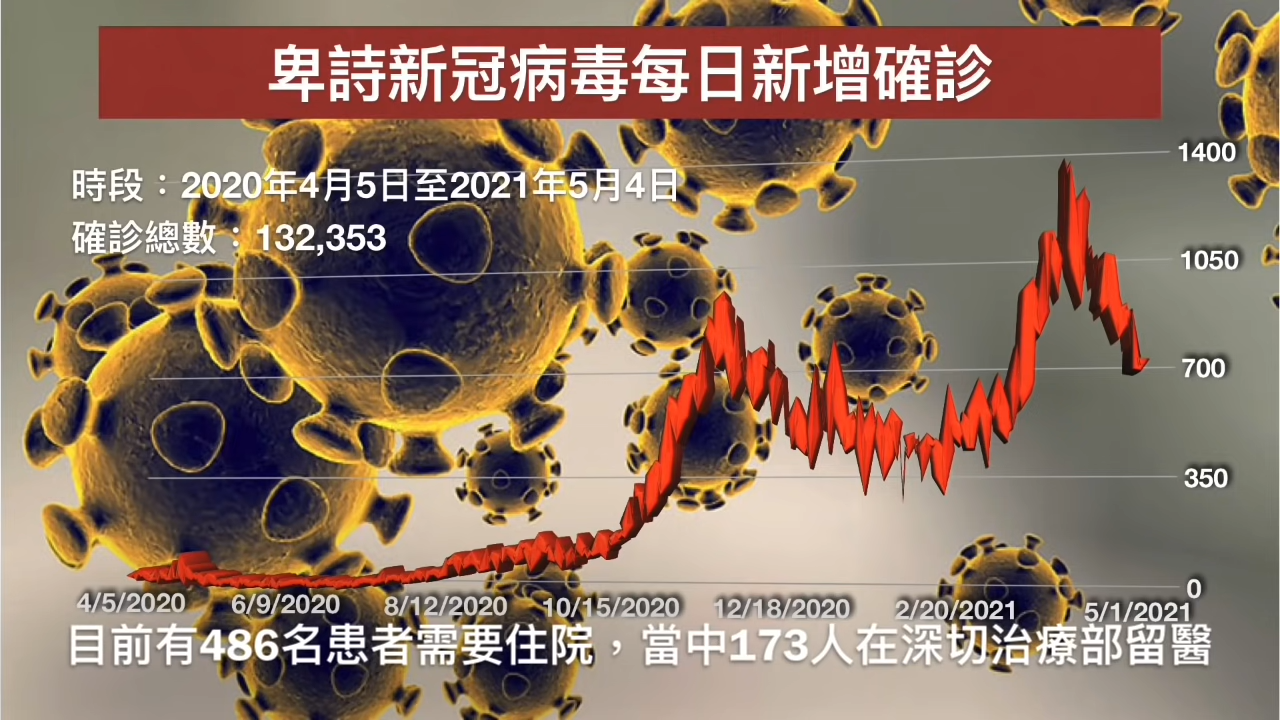 卑詩新冠病毒每日新增確診
時段：2020年4月5日至2021年5月4日
確診總數：132,353
1400
1050
700
350
0
4/5/2020 6/9/2020 8/12/2020 10/15/2020 12/18/2020 2/20/2021 5/1/2021
目前有486名患者需要住院，當中173人在深切治療部留醫